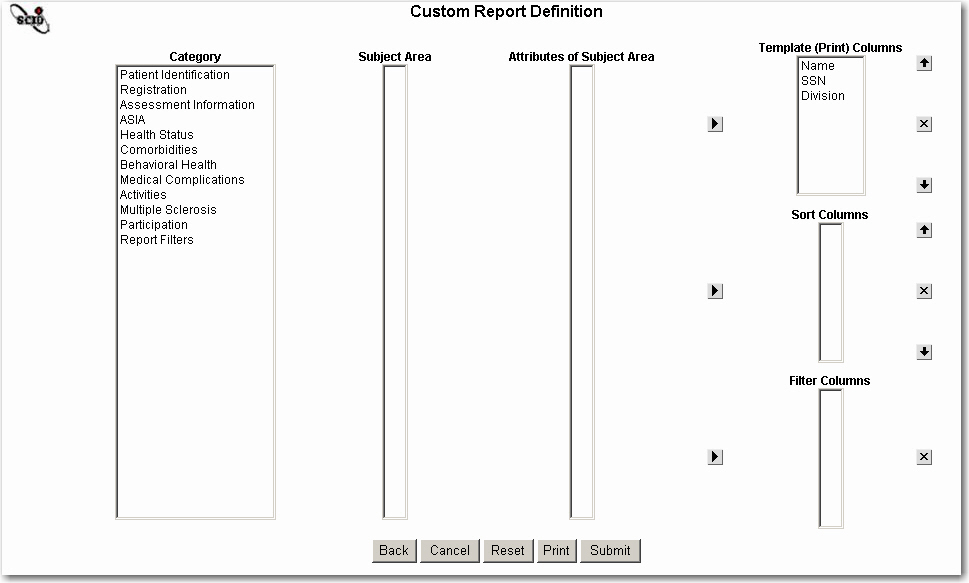 SCIO
Custom Report Definition
Category
Patient Identification
Registration
Assessment Information
ASIA
Health Status
Comorbidities
Behavioral Health
Medical Complications
Activities
Multiple Sclerosis
Participation
Report Filters
Subject Area
Attributes of Subject Area
Template (Print) Columns
Name
SSN
Division
Sort Columns
Filter Columns
Back Cancel Reset Print Submit